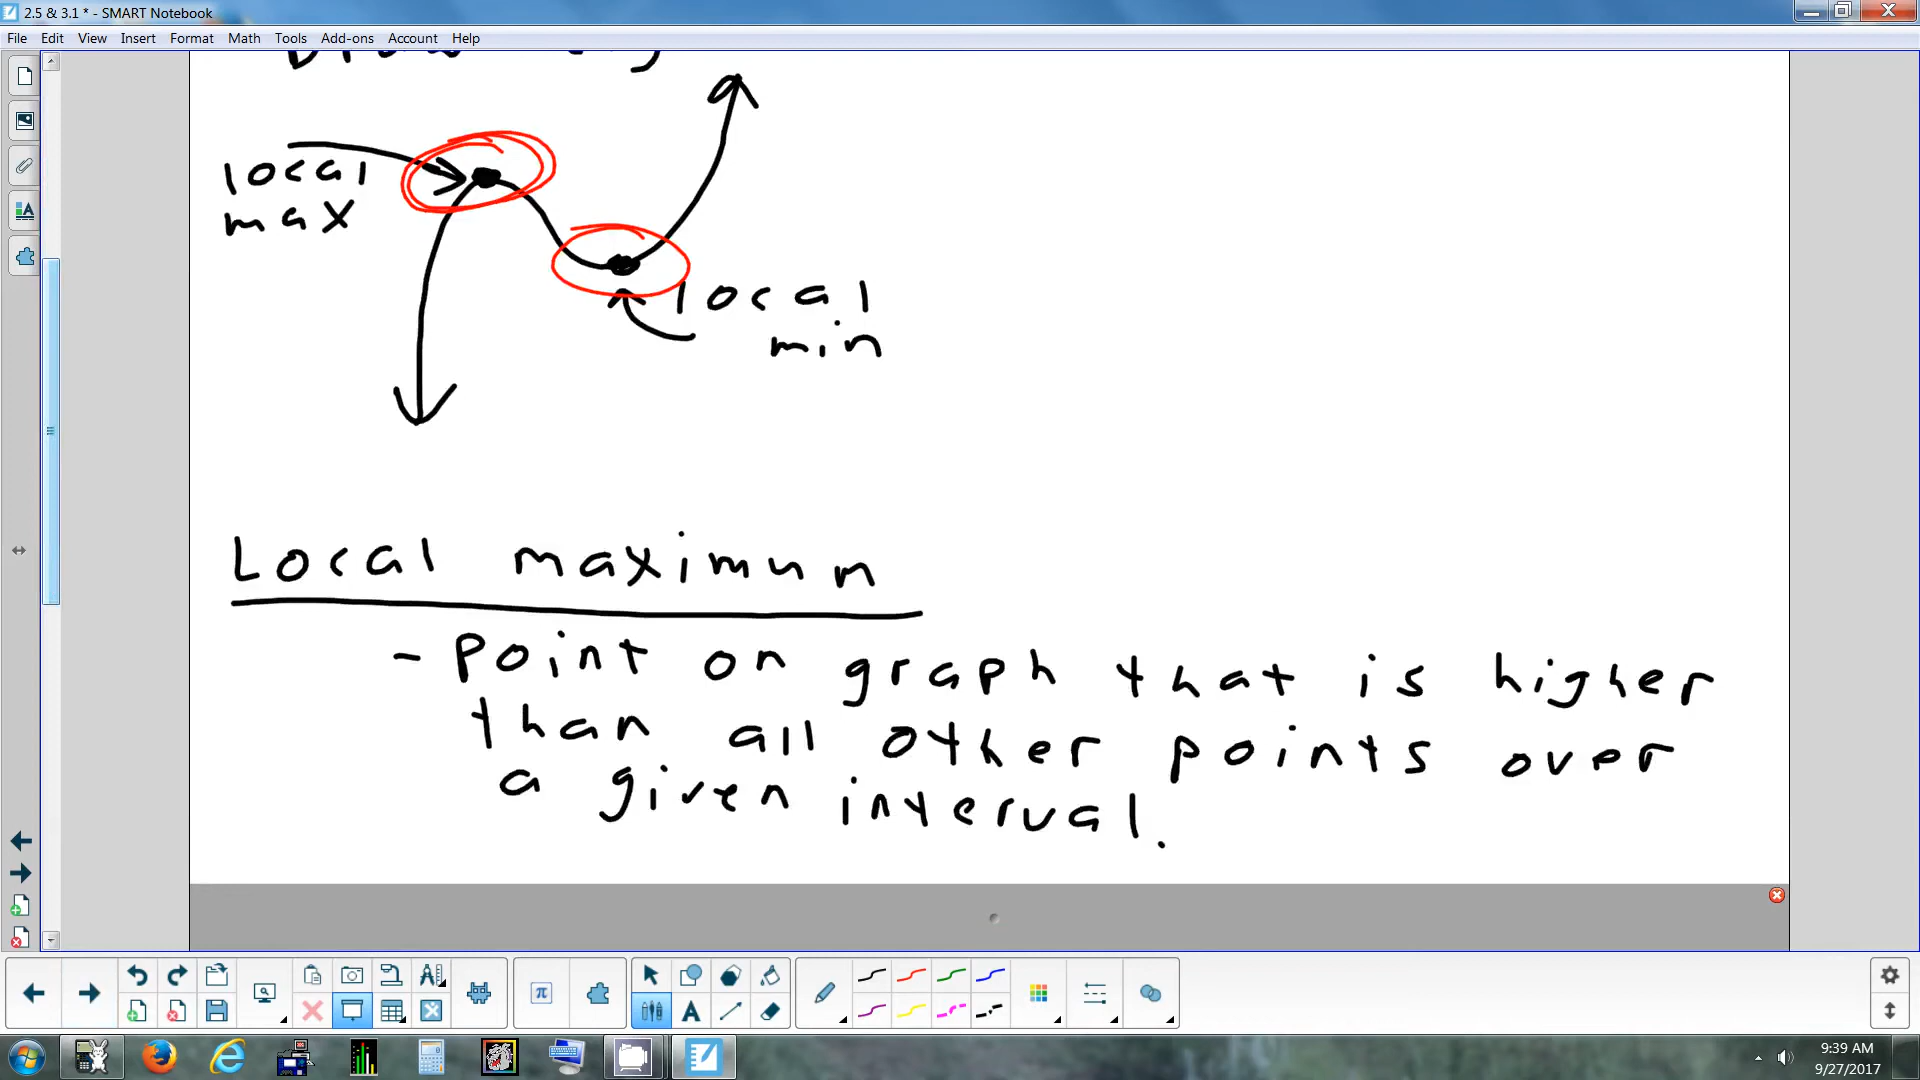 2.5 & 3.1 * - SMART Notebook
File Edit View Insert Format Math Tools Add-ons Account Help
local
max
local
min
Local maximum
- Point on graph that is higher
than all other points over
a given interval.
π
A
9:39 AM
9/27/2017